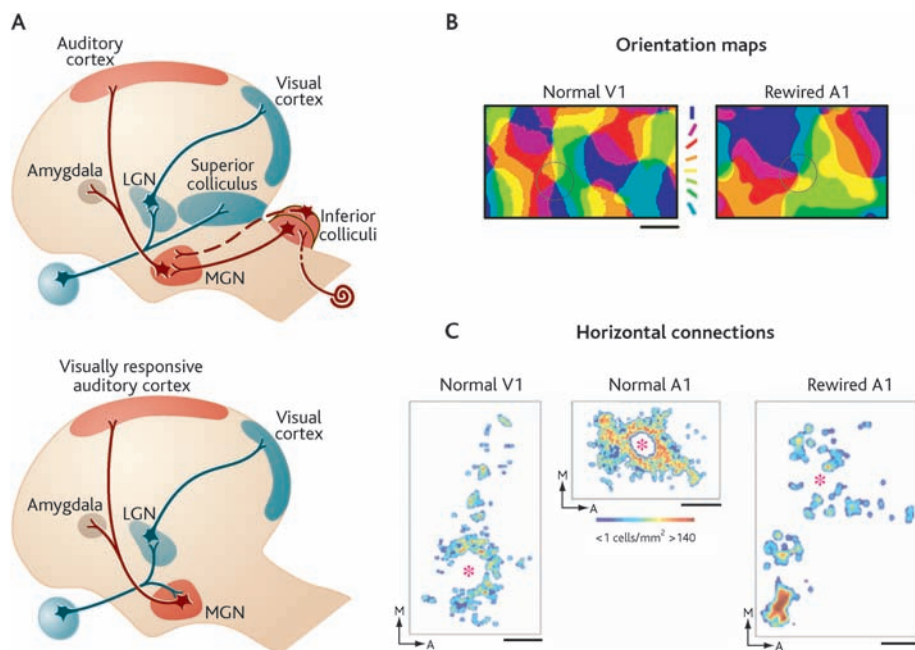 A
Auditory
cortex
Visual
cortex
Amygdala
LGN
Superior
colliculus
Inferior
colliculi
MGN
Visually responsive
auditory cortex
Visual
cortex
Amygdala
LGN
MGN
B
Orientation maps
Normal V1
Rewired A1
C
Horizontal connections
Normal V1
Normal A1
Rewired A1
M
A
<1 cells/mm² >140
M
A
M
A